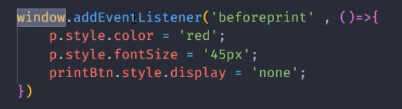 window.addEventListener('beforeprint' , ()=>{
p.style.color = 'red';
p.style.fontSize = '45px';
printBtn.style.display = 'none';
})